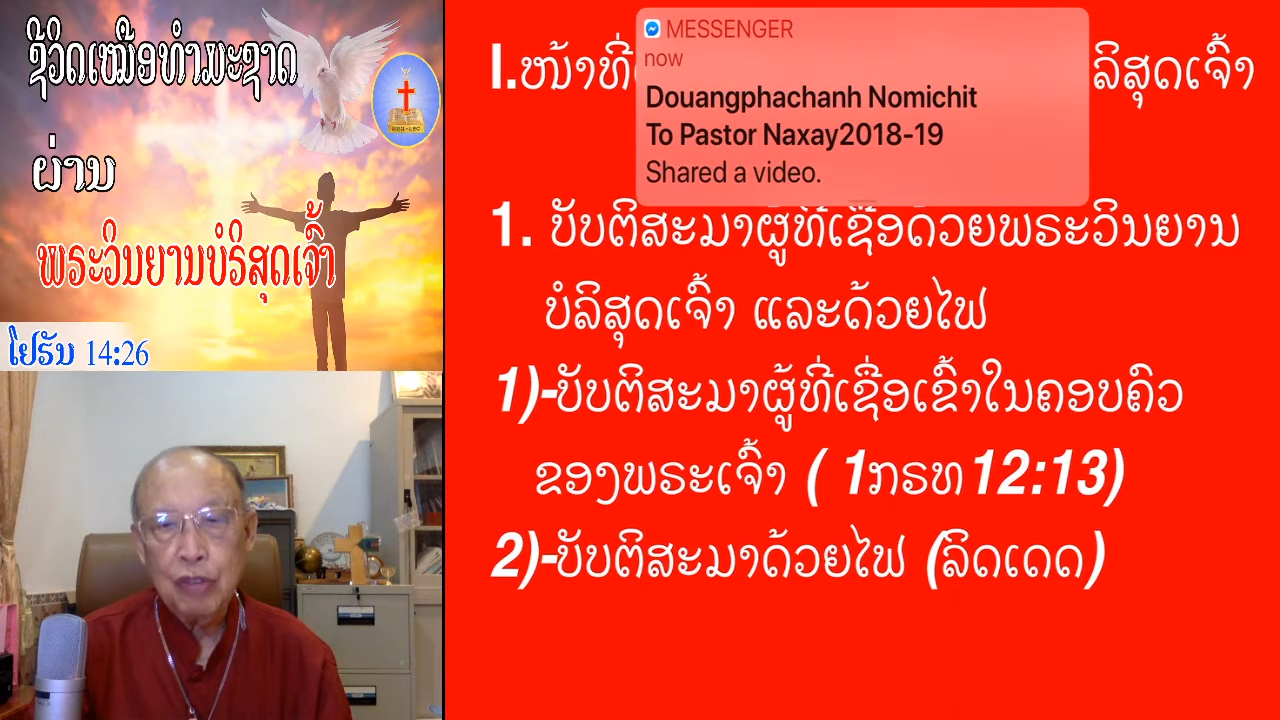 ຊີວິດເໜືອທຳມະຊາດ
ຜ່ານ
ພຣະວິນຍານບໍຣິສຸດເຈົ້າ
ໂຢຮັນ 14:26
I.ໜ້າທີ່ ລິສຸດເຈົ້າ
MESSENGER
now
Douangphachanh Nomichit
To Pastor Naxay2018-19
Shared a video.
1. ບັບຕິສະມາຜູ້ທີ່ເຊື່ອດ້ວຍພຣະວິນຍານ
ບໍລິສຸດເຈົ້າ ແລະດ້ວຍໄຟ
1)-ບັບຕິສະມາຜູ້ທີ່ເຊື່ອເຂົ້າໃນຄອບຄົວ
ຂອງພຣະເຈົ້າ ( 1ກຣທ12:13)
2)-ບັບຕິສະມາດ້ວຍໄຟ (ລິດເດດ)